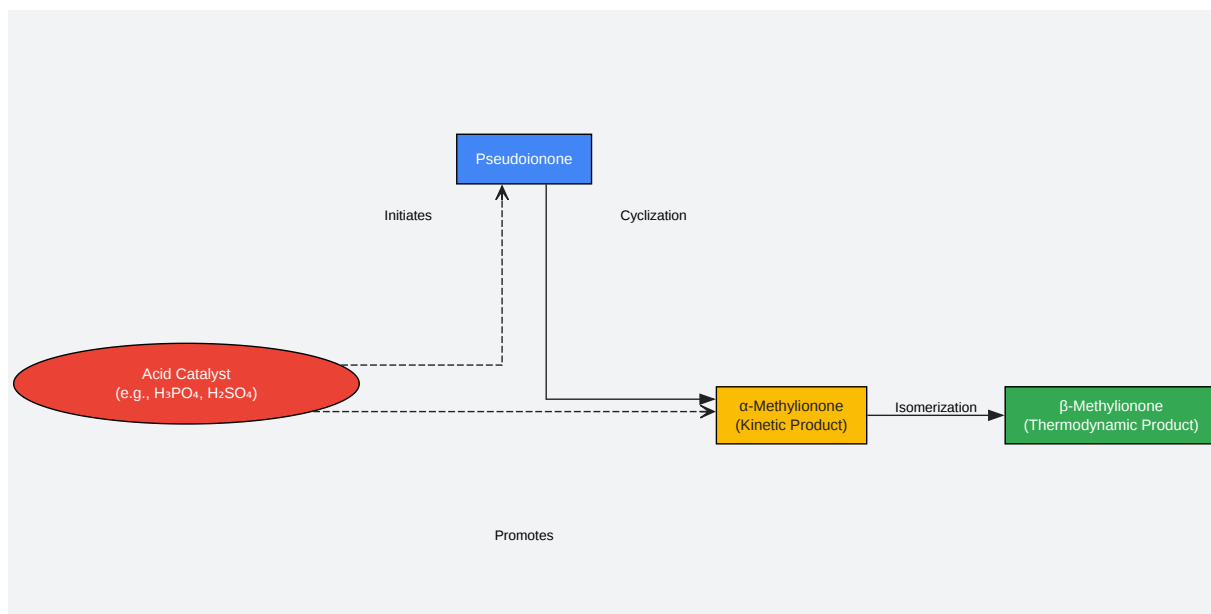 Pseudoionone
Initiates
Cyclization
Acid Catalyst
(e.g., H₃PO₄, H₂SO₄)
α-Methylionone
(Kinetic Product)
Isomerization
β-Methylionone
(Thermodynamic Product)
Promotes